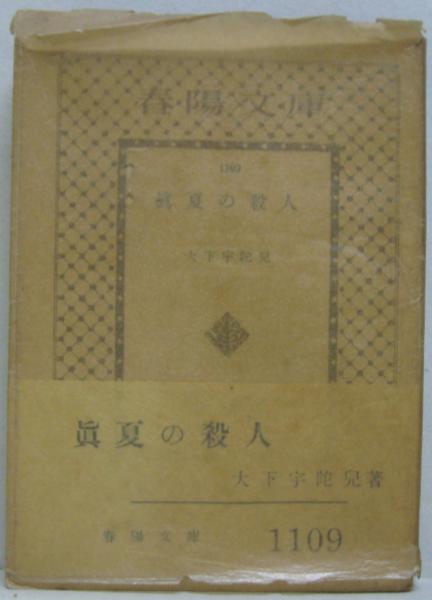 春・陽・文・庫
1109
眞夏の殺人
大下宇陀兒
眞夏の殺人
大下宇陀兒著
春陽文庫
1109